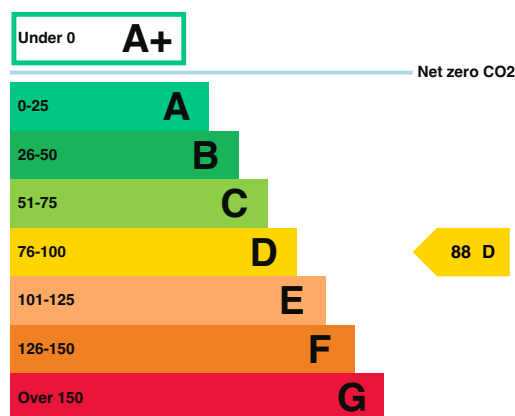 Under 0 A+
Net zero CO2
0-25 A
26-50 B
51-75 C
76-100 D
88 D
101-125 E
126-150 F
Over 150 G